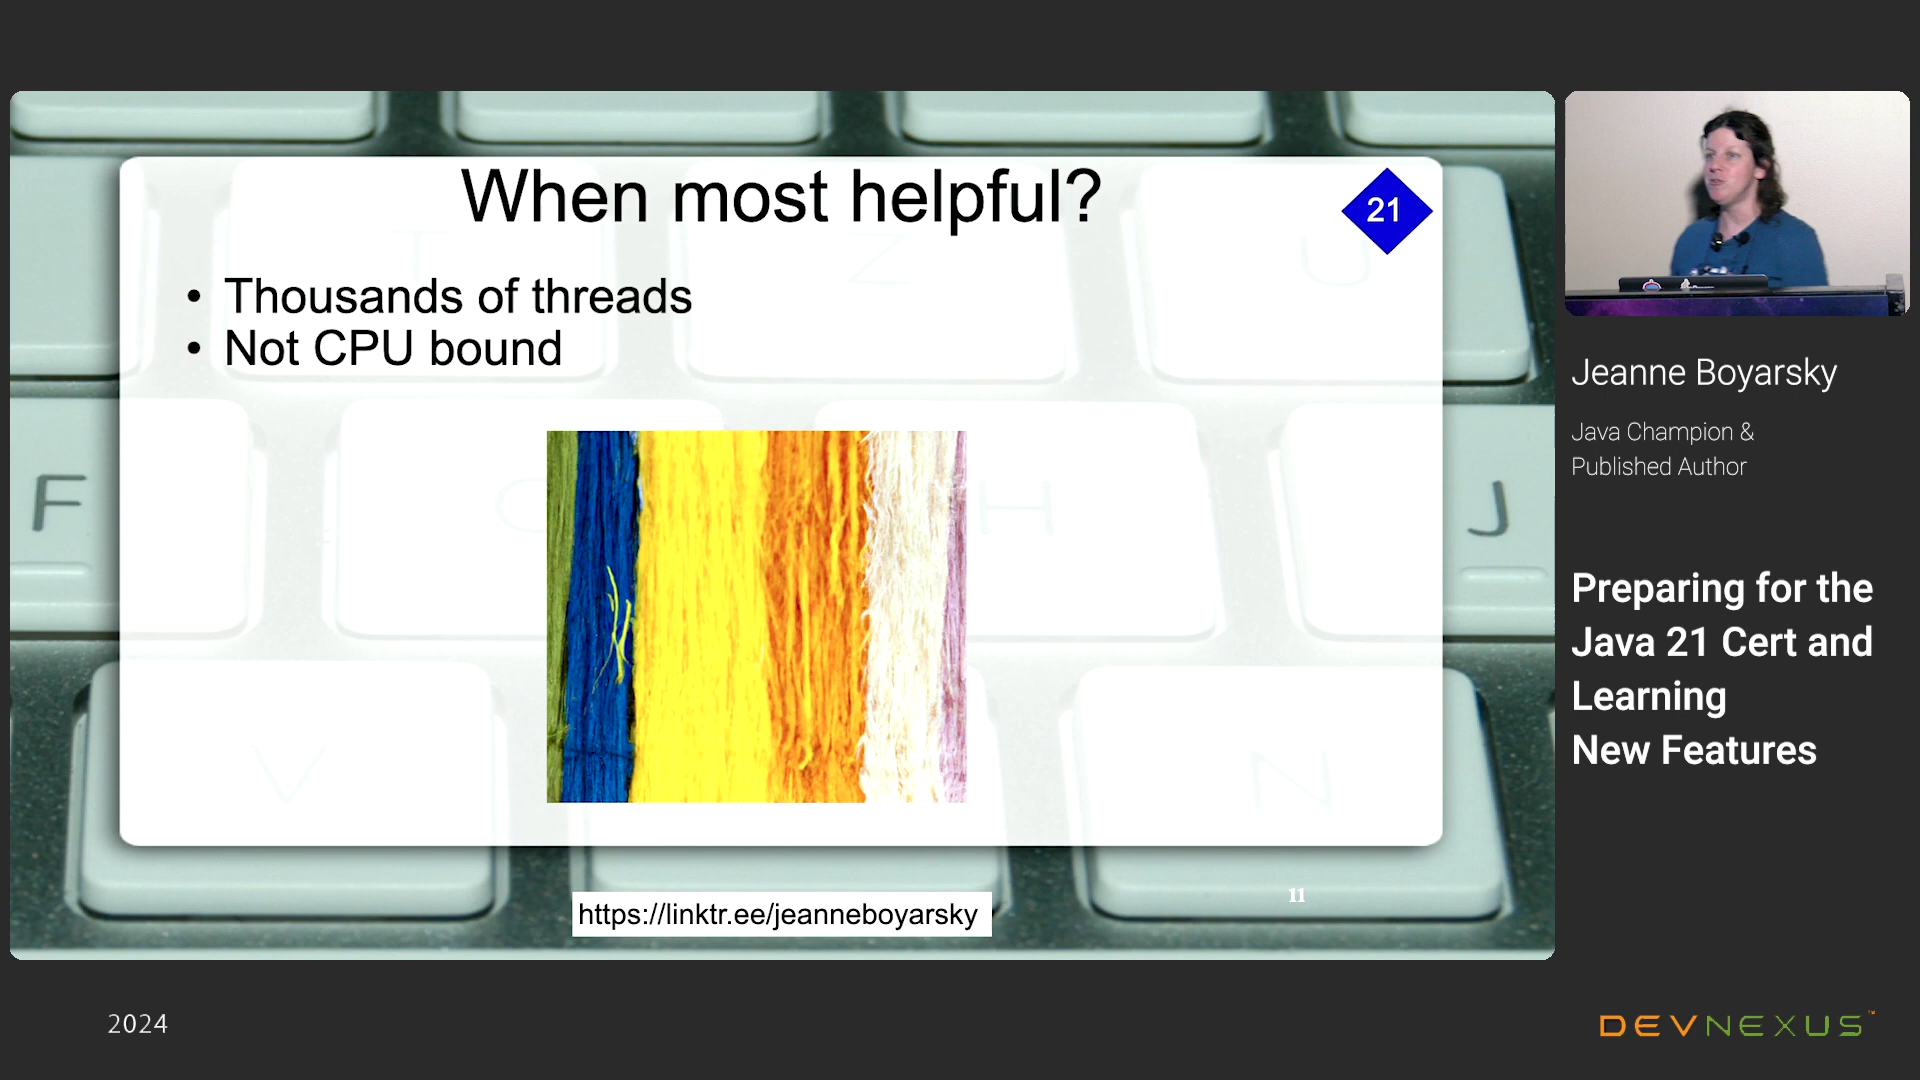 When most helpful?
21
• Thousands of threads
• Not CPU bound
F
J
H
V
N
11
https://linktr.ee/jeanneboyarsky
Jeanne Boyarsky
Java Champion &
Published Author
Preparing for the
Java 21 Cert and
Learning
New Features
2024
DEVNEXUS™